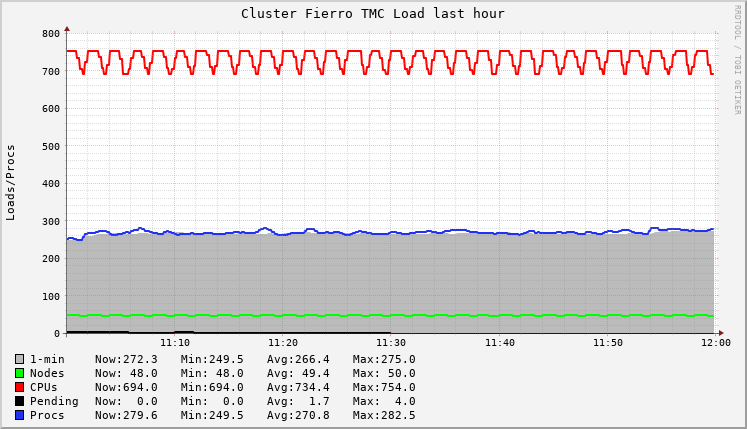 Cluster Fierro TMC Load last hour
RRDTOOL / TOBI OETIKER
Loads/Procs
800
700
600
500
400
300
200
100
0
11:10 11:20 11:30 11:40 11:50 12:00
1-min Now:272.3 Min:249.5 Avg:266.4 Max:275.0
Nodes Now: 48.0 Min: 48.0 Avg: 49.4 Max: 50.0
CPUs Now:694.0 Min:694.0 Avg:734.4 Max:754.0
Pending Now: 0.0 Min: 0.0 Avg: 1.7 Max: 4.0
Procs Now:279.6 Min:249.5 Avg:270.8 Max:282.5